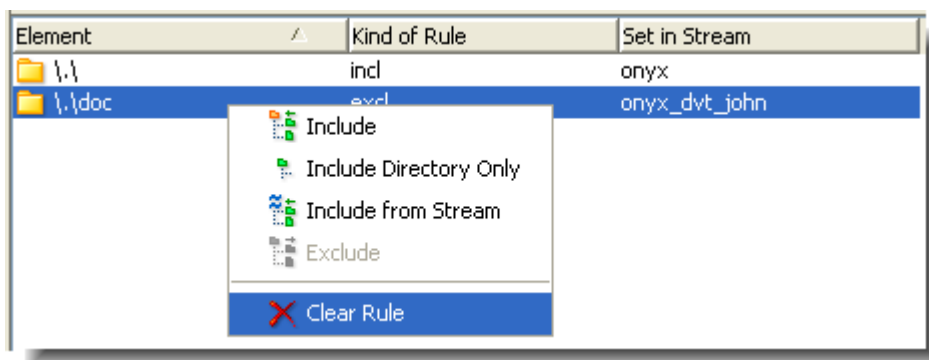 Element Kind of Rule Set in Stream
\.\ incl onyx
\.\doc excl onyx_dvt_john
Include
Include Directory Only
Include from Stream
Exclude
Clear Rule